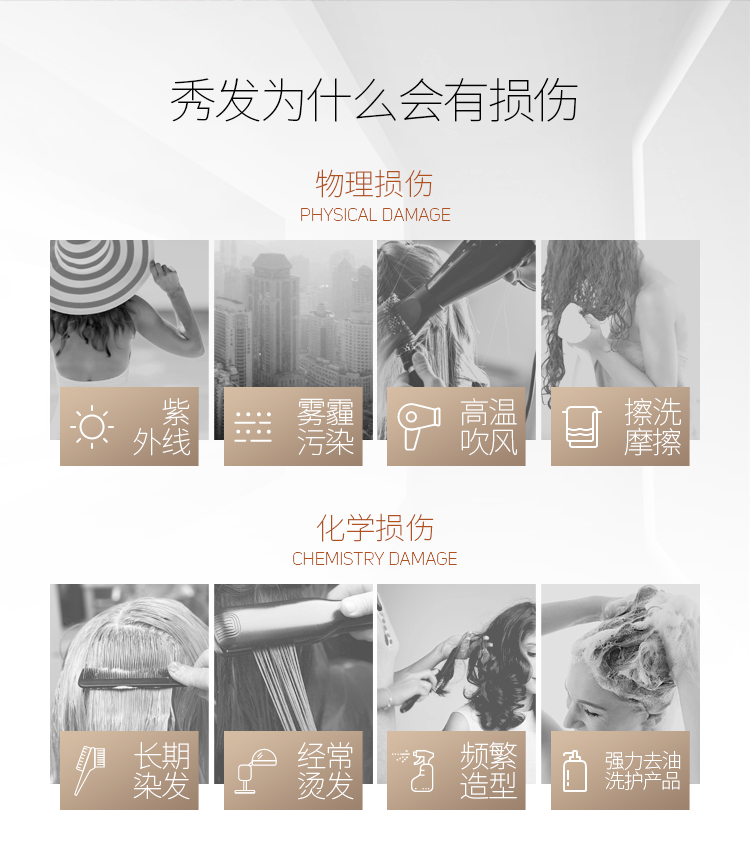 秀发为什么会有损伤
物理损伤
PHYSICAL DAMAGE
紫
外线
雾霾
污染
高温
吹风
擦洗
摩擦
化学损伤
CHEMISTRY DAMAGE
长期
染发
经常
烫发
频繁
造型
强力去油
洗护产品